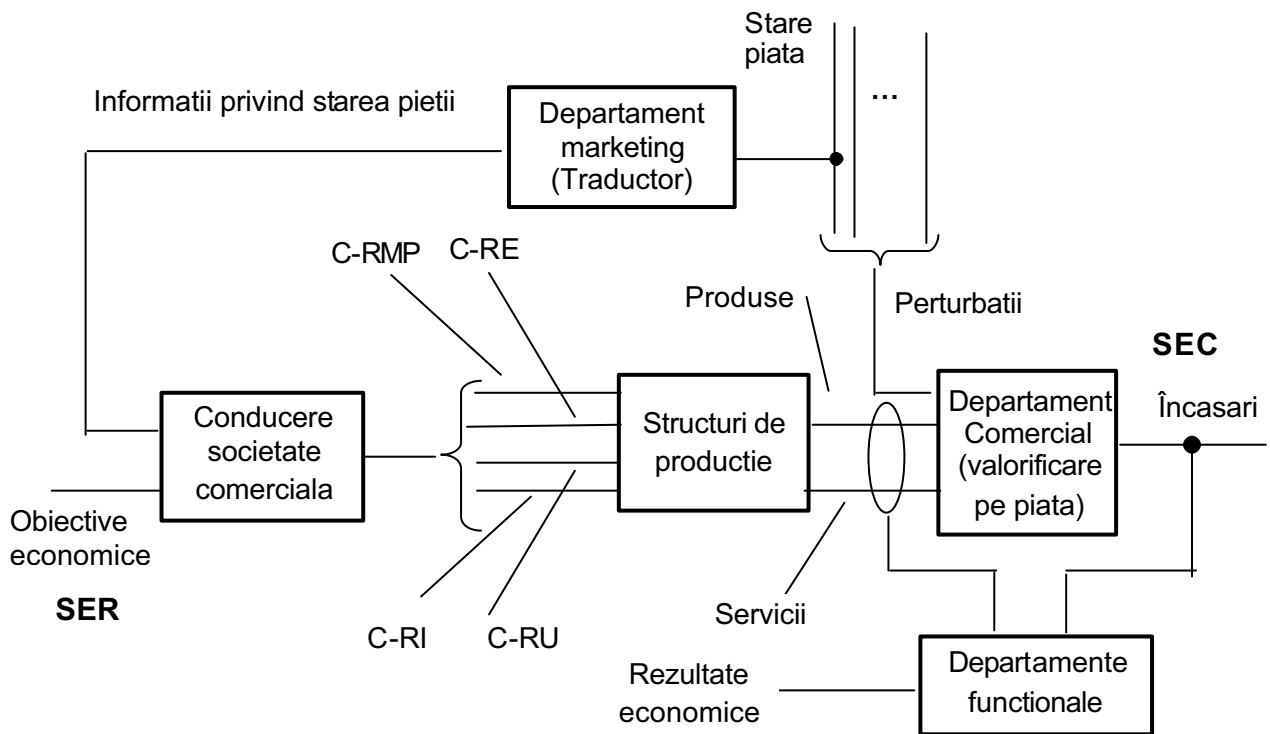 Stare
piata
Informatii privind starea pietii
Departament
marketing
(Traductor)
...
C-RMP
C-RE
Produse
Perturbatii
SEC
Conducere
societate
comerciala
Structuri de
productie
Departament
Comercial
(valorificare
pe piata)
Încasari
Obiective
economice
SER
C-RI
C-RU
Servicii
Rezultate
economice
Departamente
functionale